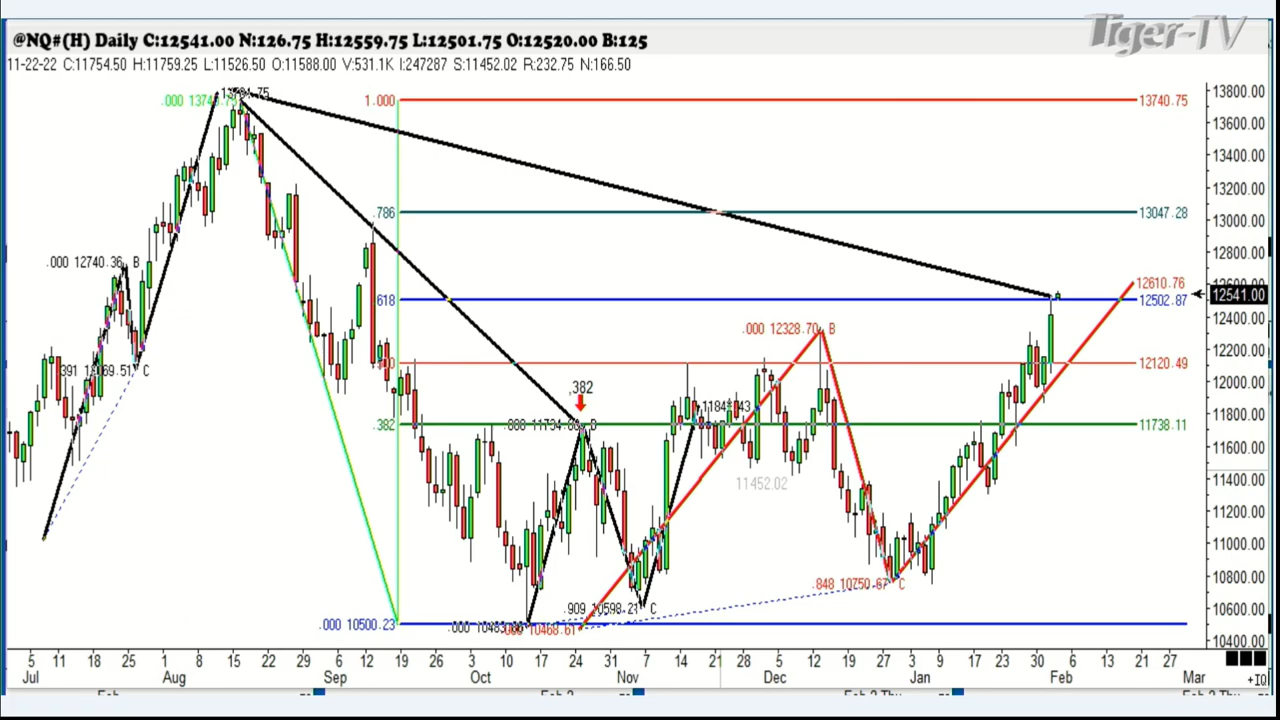 Tiger-TV
@NQ#(H) Daily C:12541.00 N:126.75 H:12559.75 L:12501.75 O:12520.00 B:125
11-22-22 C:11754.50 H:11759.25 L:11526.50 O:11588.00 V:531.1K I:247287 S:11452.02 R:232.75 N:166.50
1.000 13740.75
.786 13047.28
.000 12740.36 B
12610.76
618 12502.87
12541.00
.000 12328.70 B
12120.49
C
.382
11841.43
.382 11738.11
11452.02
.848 10750.67 C
.909 10598.21 C
.000 10500.23
10468.61
13800.00
13600.00
13400.00
13200.00
13000.00
12800.00
12400.00
12200.00
12000.00
11800.00
11600.00
11400.00
11200.00
11000.00
10800.00
10600.00
10400.00
5 11 18 25 1 8 15 22 29 6 12 19 26 3 10 17 24 31 7 14 21 28 5 12 19 27 3 9 17 23 30 6 13 21 27
Jul Aug Sep Oct Nov Dec Jan Feb Mar
+IQ